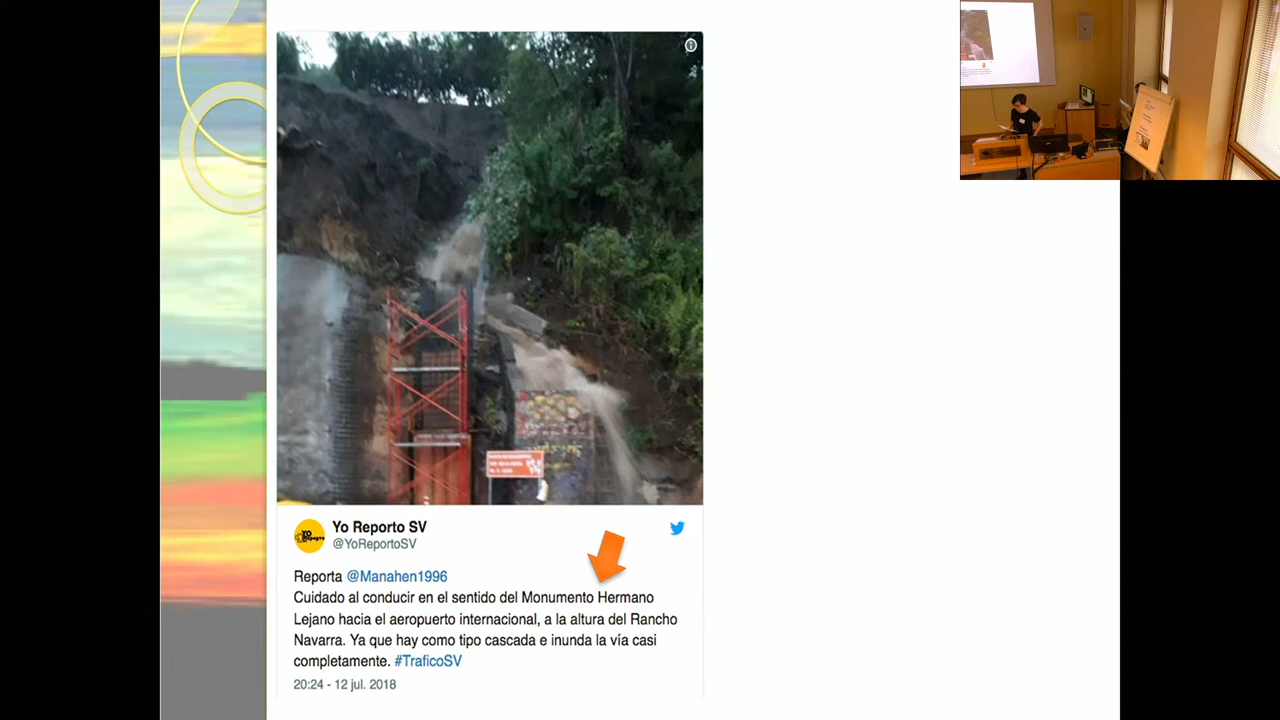 Yo Reporto SV
@YoReportoSV
Reporta @Manahen1996
Cuidado al conducir en el sentido del Monumento Hermano
Lejano hacia el aeropuerto internacional, a la altura del Rancho
Navarra. Ya que hay como tipo cascada e inunda la vía casi
completamente. #TraficoSV
20:24 - 12 jul. 2018